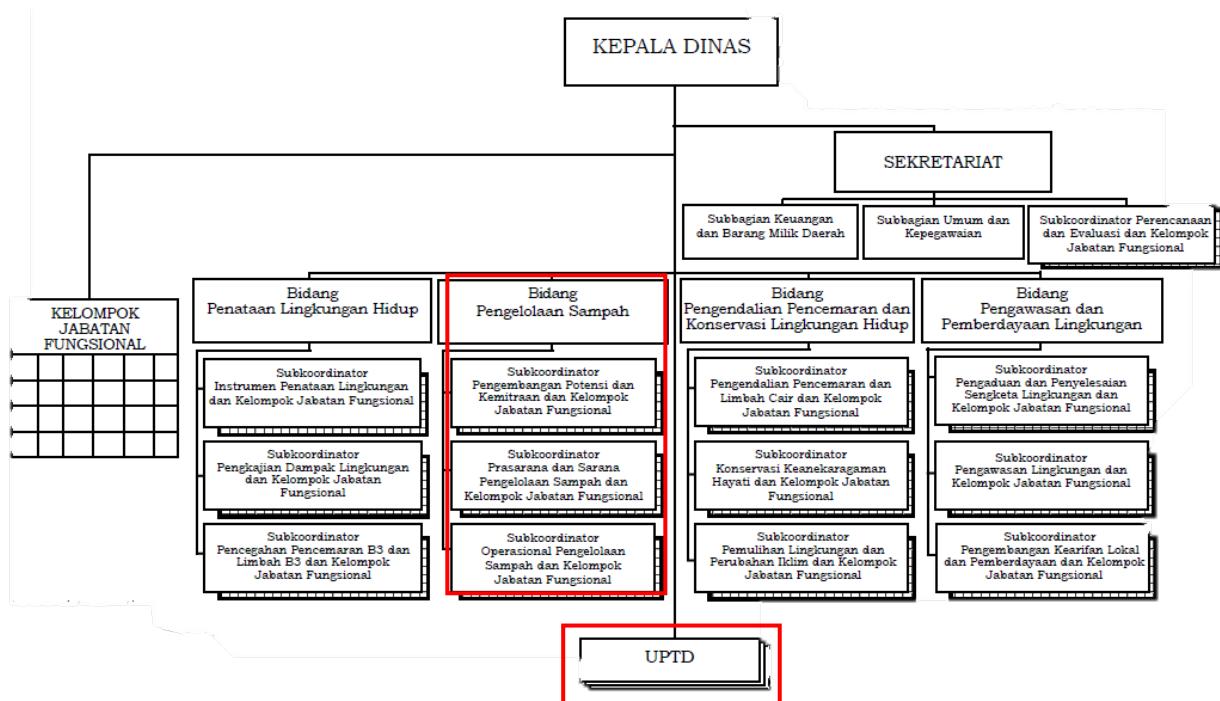 KEPALA DINAS
SEKRETARIAT
Subbagian Keuangan
dan Barang Milik Daerah
Subbagian Umum dan
Kepegawaian
Subkoordinator Perencanaan
dan Evaluasi dan Kelompok
Jabatan Fungsional
KELOMPOK
JABATAN
FUNGSIONAL
Bidang
Penataan Lingkungan Hidup
Subkoordinator
Instrumen Penataan Lingkungan
dan Kelompok Jabatan Fungsional
Subkoordinator
Pengkajian Dampak Lingkungan
dan Kelompok Jabatan
Fungsional
Subkoordinator
Pencegahan Pencemaran B3 dan
Limbah B3 dan Kelompok
Jabatan Fungsional
Bidang
Pengelolaan Sampah
Subkoordinator
Pengembangan Potensi dan
Kemitraan dan Kelompok
Jabatan Fungsional
Subkoordinator
Prasarana dan Sarana
Pengelolaan Sampah dan
Kelompok Jabatan Fungsional
Subkoordinator
Operasional Pengelolaan
Sampah dan Kelompok
Jabatan Fungsional
Bidang
Pengendalian Pencemaran dan
Konservasi Lingkungan Hidup
Subkoordinator
Pengendalian Pencemaran dan
Limbah Cair dan Kelompok
Jabatan Fungsional
Subkoordinator
Konservasi Keanekaragaman
Hayati dan Kelompok Jabatan
Fungsional
Subkoordinator
Pemulihan Lingkungan dan
Perubahan Iklim dan Kelompok
Jabatan Fungsional
Bidang
Pengawasan dan
Pemberdayaan Lingkungan
Subkoordinator
Pengaduan dan Penyelesaian
Sengketa Lingkungan dan
Kelompok Jabatan Fungsional
Subkoordinator
Pengawasan Lingkungan dan
Kelompok Jabatan Fungsional
Subkoordinator
Pengembangan Kearifan Lokal
dan Pemberdayaan dan Kelompok
Jabatan Fungsional
UPTD